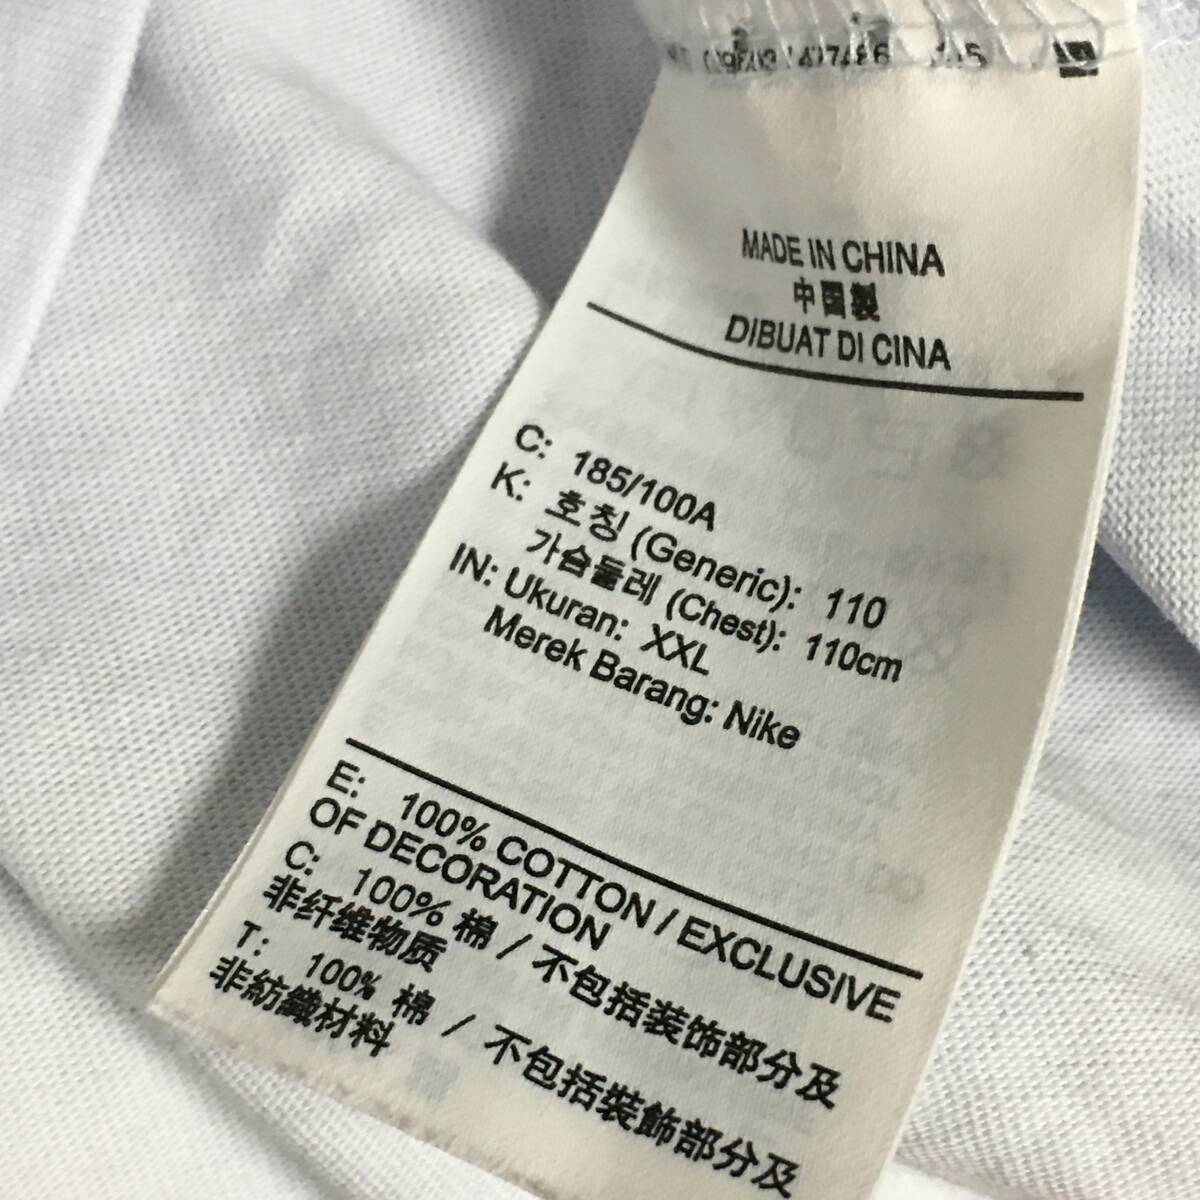 MADE IN CHINA
中国製
DIBUAT DI CINA
C: 185/100A
K: 호칭 (Generic): 110
가슴둘레 (Chest): 110cm
IN: Ukuran: XXL
Merek Barang: Nike
E: 100% COTTON / EXCLUSIVE
OF DECORATION
C: 100% 棉 / 不包括装饰部分及
非纤维物质
T: 100% 棉 / 不包括裝飾部分及
非紡織材料